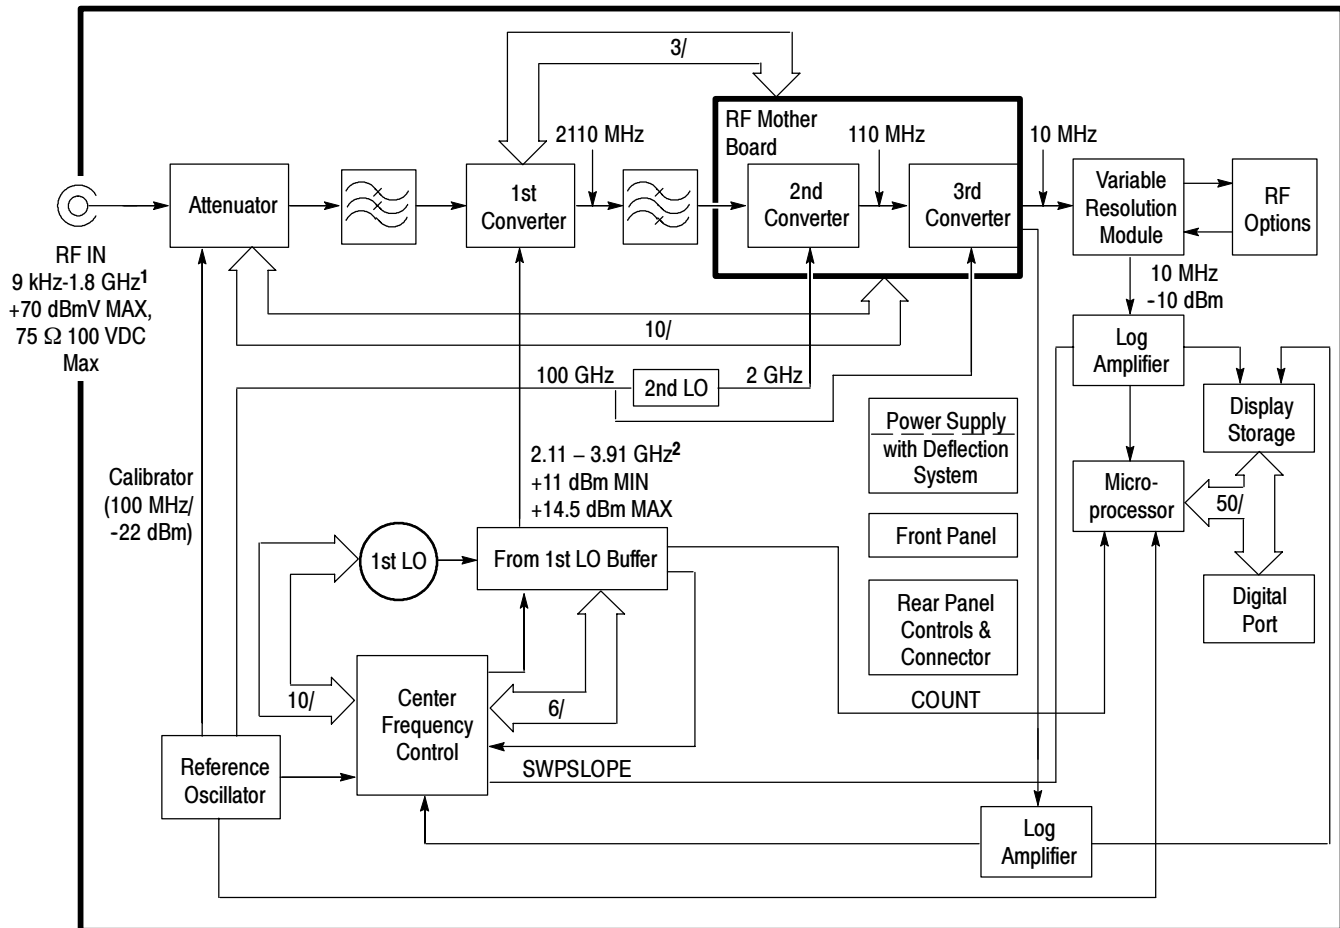 3/
RF Mother
Board
2110 MHz
110 MHz
10 MHz
Attenuator
1st
Converter
2nd
Converter
3rd
Converter
Variable
Resolution
Module
RF
Options
RF IN
9 kHz-1.8 GHz1
+70 dBmV MAX,
75 Ω 100 VDC
Max
10 MHz
-10 dBm
10/
Log
Amplifier
100 GHz
2nd LO
2 GHz
Display
Storage
Power Supply
with Deflection
System
Calibrator
(100 MHz/
-22 dBm)
2.11 – 3.91 GHz2
+11 dBm MIN
+14.5 dBm MAX
Micro-
processor
50/
1st LO
From 1st LO Buffer
Front Panel
Digital
Port
Rear Panel
Controls &
Connector
10/
Center
Frequency
Control
6/
COUNT
Reference
Oscillator
SWPSLOPE
Log
Amplifier